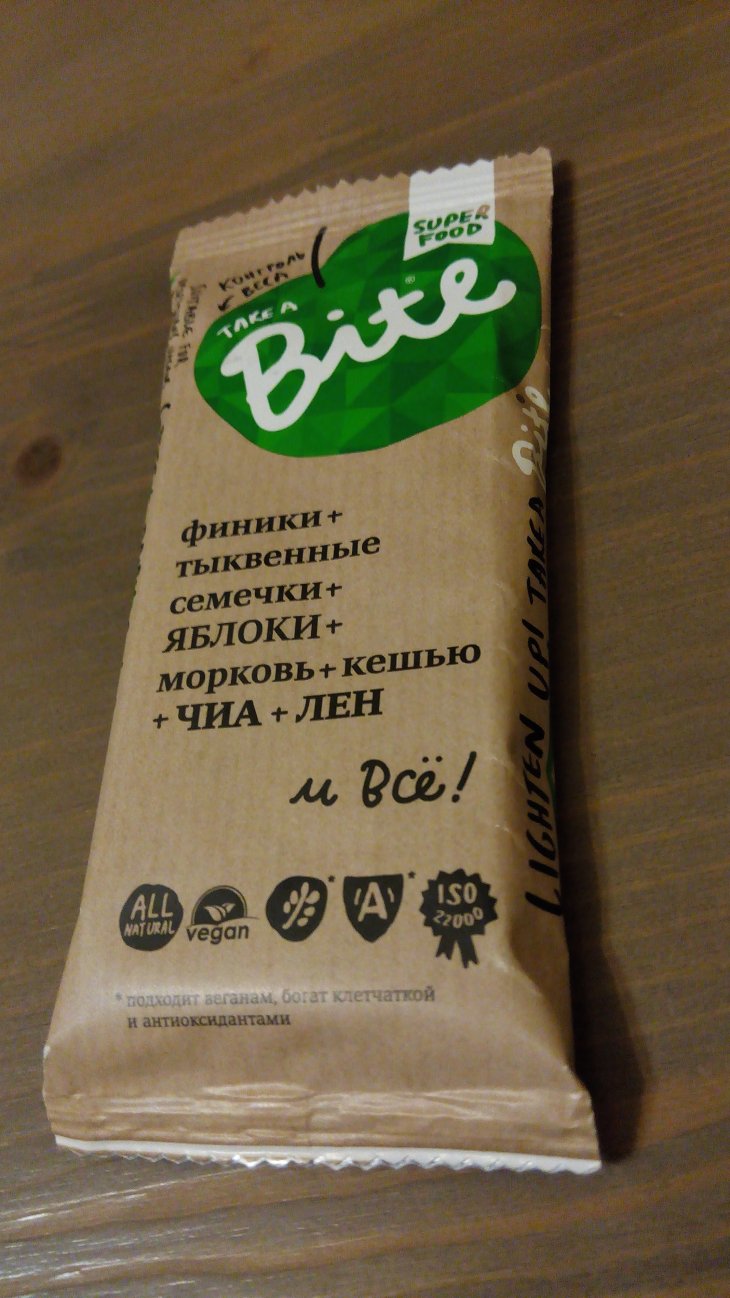 SUPER
FOOD
КОНТРОЛЬ
ВЕСА
TAKE A
Bite®
финики+
тыквенные
семечки+
ЯБЛОКИ+
морковь+кешью
+ЧИА+ЛЕН
и всё!
ALL
NATURAL
vegan
*
A
*
ISO
22000
* подходит веганам, богат клетчаткой
и антиоксидантами
LIGHTEN UP! TAKE A Bite